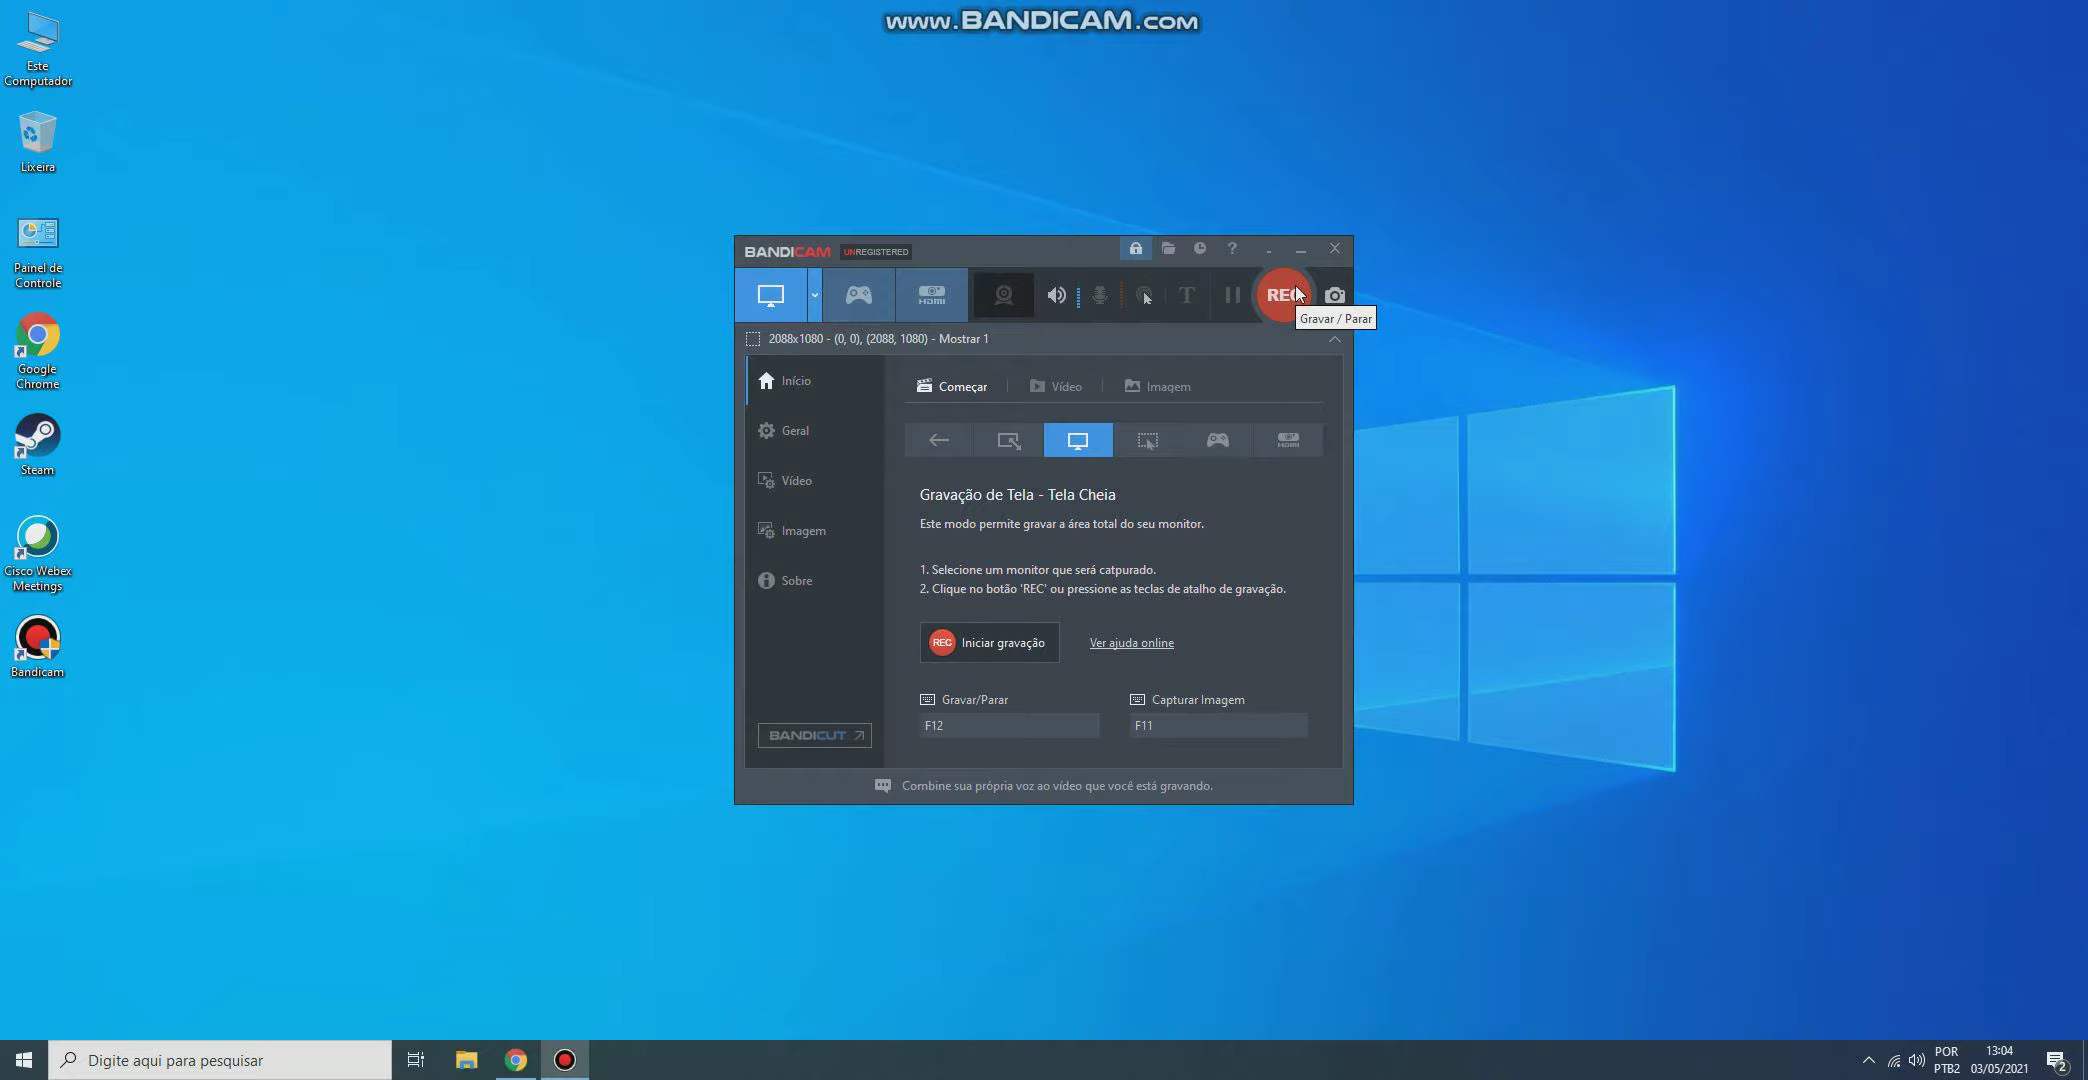 www.BANDICAM.com
Este
Computador
Lixeira
Painel de
Controle
Google
Chrome
Steam
Cisco Webex
Meetings
Bandicam
BANDICAM UNREGISTERED
?
HDMI
T
REC
Gravar / Parar
2088x1080 - (0, 0), (2088, 1080) - Mostrar 1
Início
Geral
Vídeo
Imagem
Sobre
BANDICUT
Começar
Vídeo
Imagem
HDMI
Gravação de Tela - Tela Cheia
Este modo permite gravar a área total do seu monitor.
1. Selecione um monitor que será catpurado.
2. Clique no botão 'REC' ou pressione as teclas de atalho de gravação.
REC Iniciar gravação
Ver ajuda online
Gravar/Parar
F12
Capturar Imagem
F11
Combine sua própria voz ao vídeo que você está gravando.
Digite aqui para pesquisar
POR
PTB2
13:04
03/05/2021
2